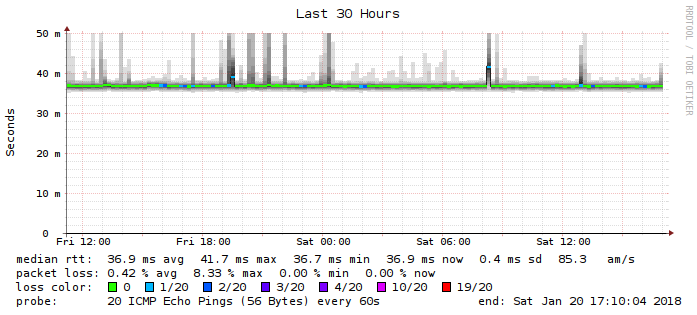 Last 30 Hours
RRDTOOL / TOBI OETIKER
Seconds
50 m
40 m
30 m
20 m
10 m
0
Fri 12:00 Fri 18:00 Sat 00:00 Sat 06:00 Sat 12:00
median rtt: 36.9 ms avg 41.7 ms max 36.7 ms min 36.9 ms now 0.4 ms sd 85.3 am/s
packet loss: 0.42 % avg 8.33 % max 0.00 % min 0.00 % now
loss color: 0 1/20 2/20 3/20 4/20 10/20 19/20
probe: 20 ICMP Echo Pings (56 Bytes) every 60s end: Sat Jan 20 17:10:04 2018